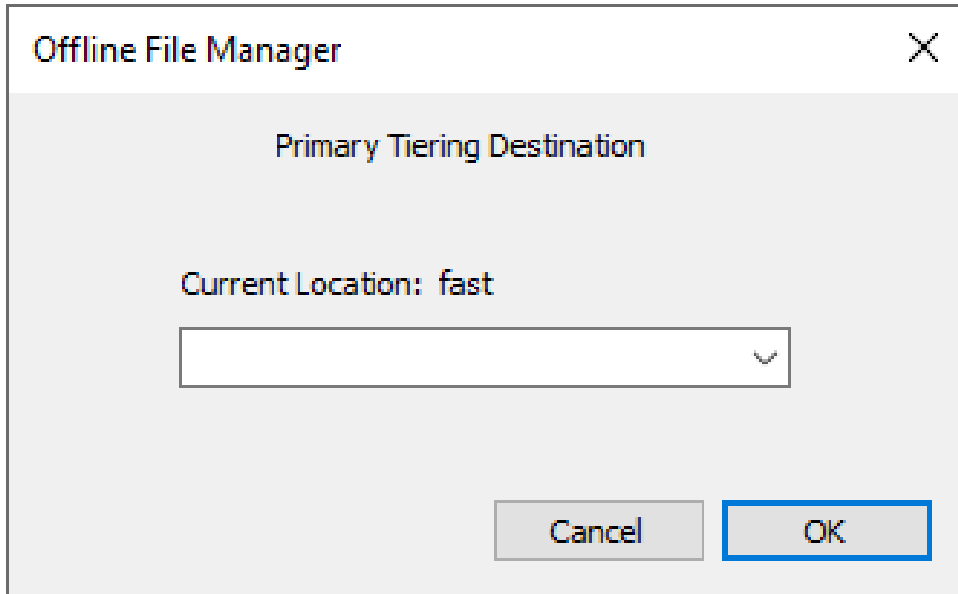 Offline File Manager
Primary Tiering Destination
Current Location: fast
Cancel
OK